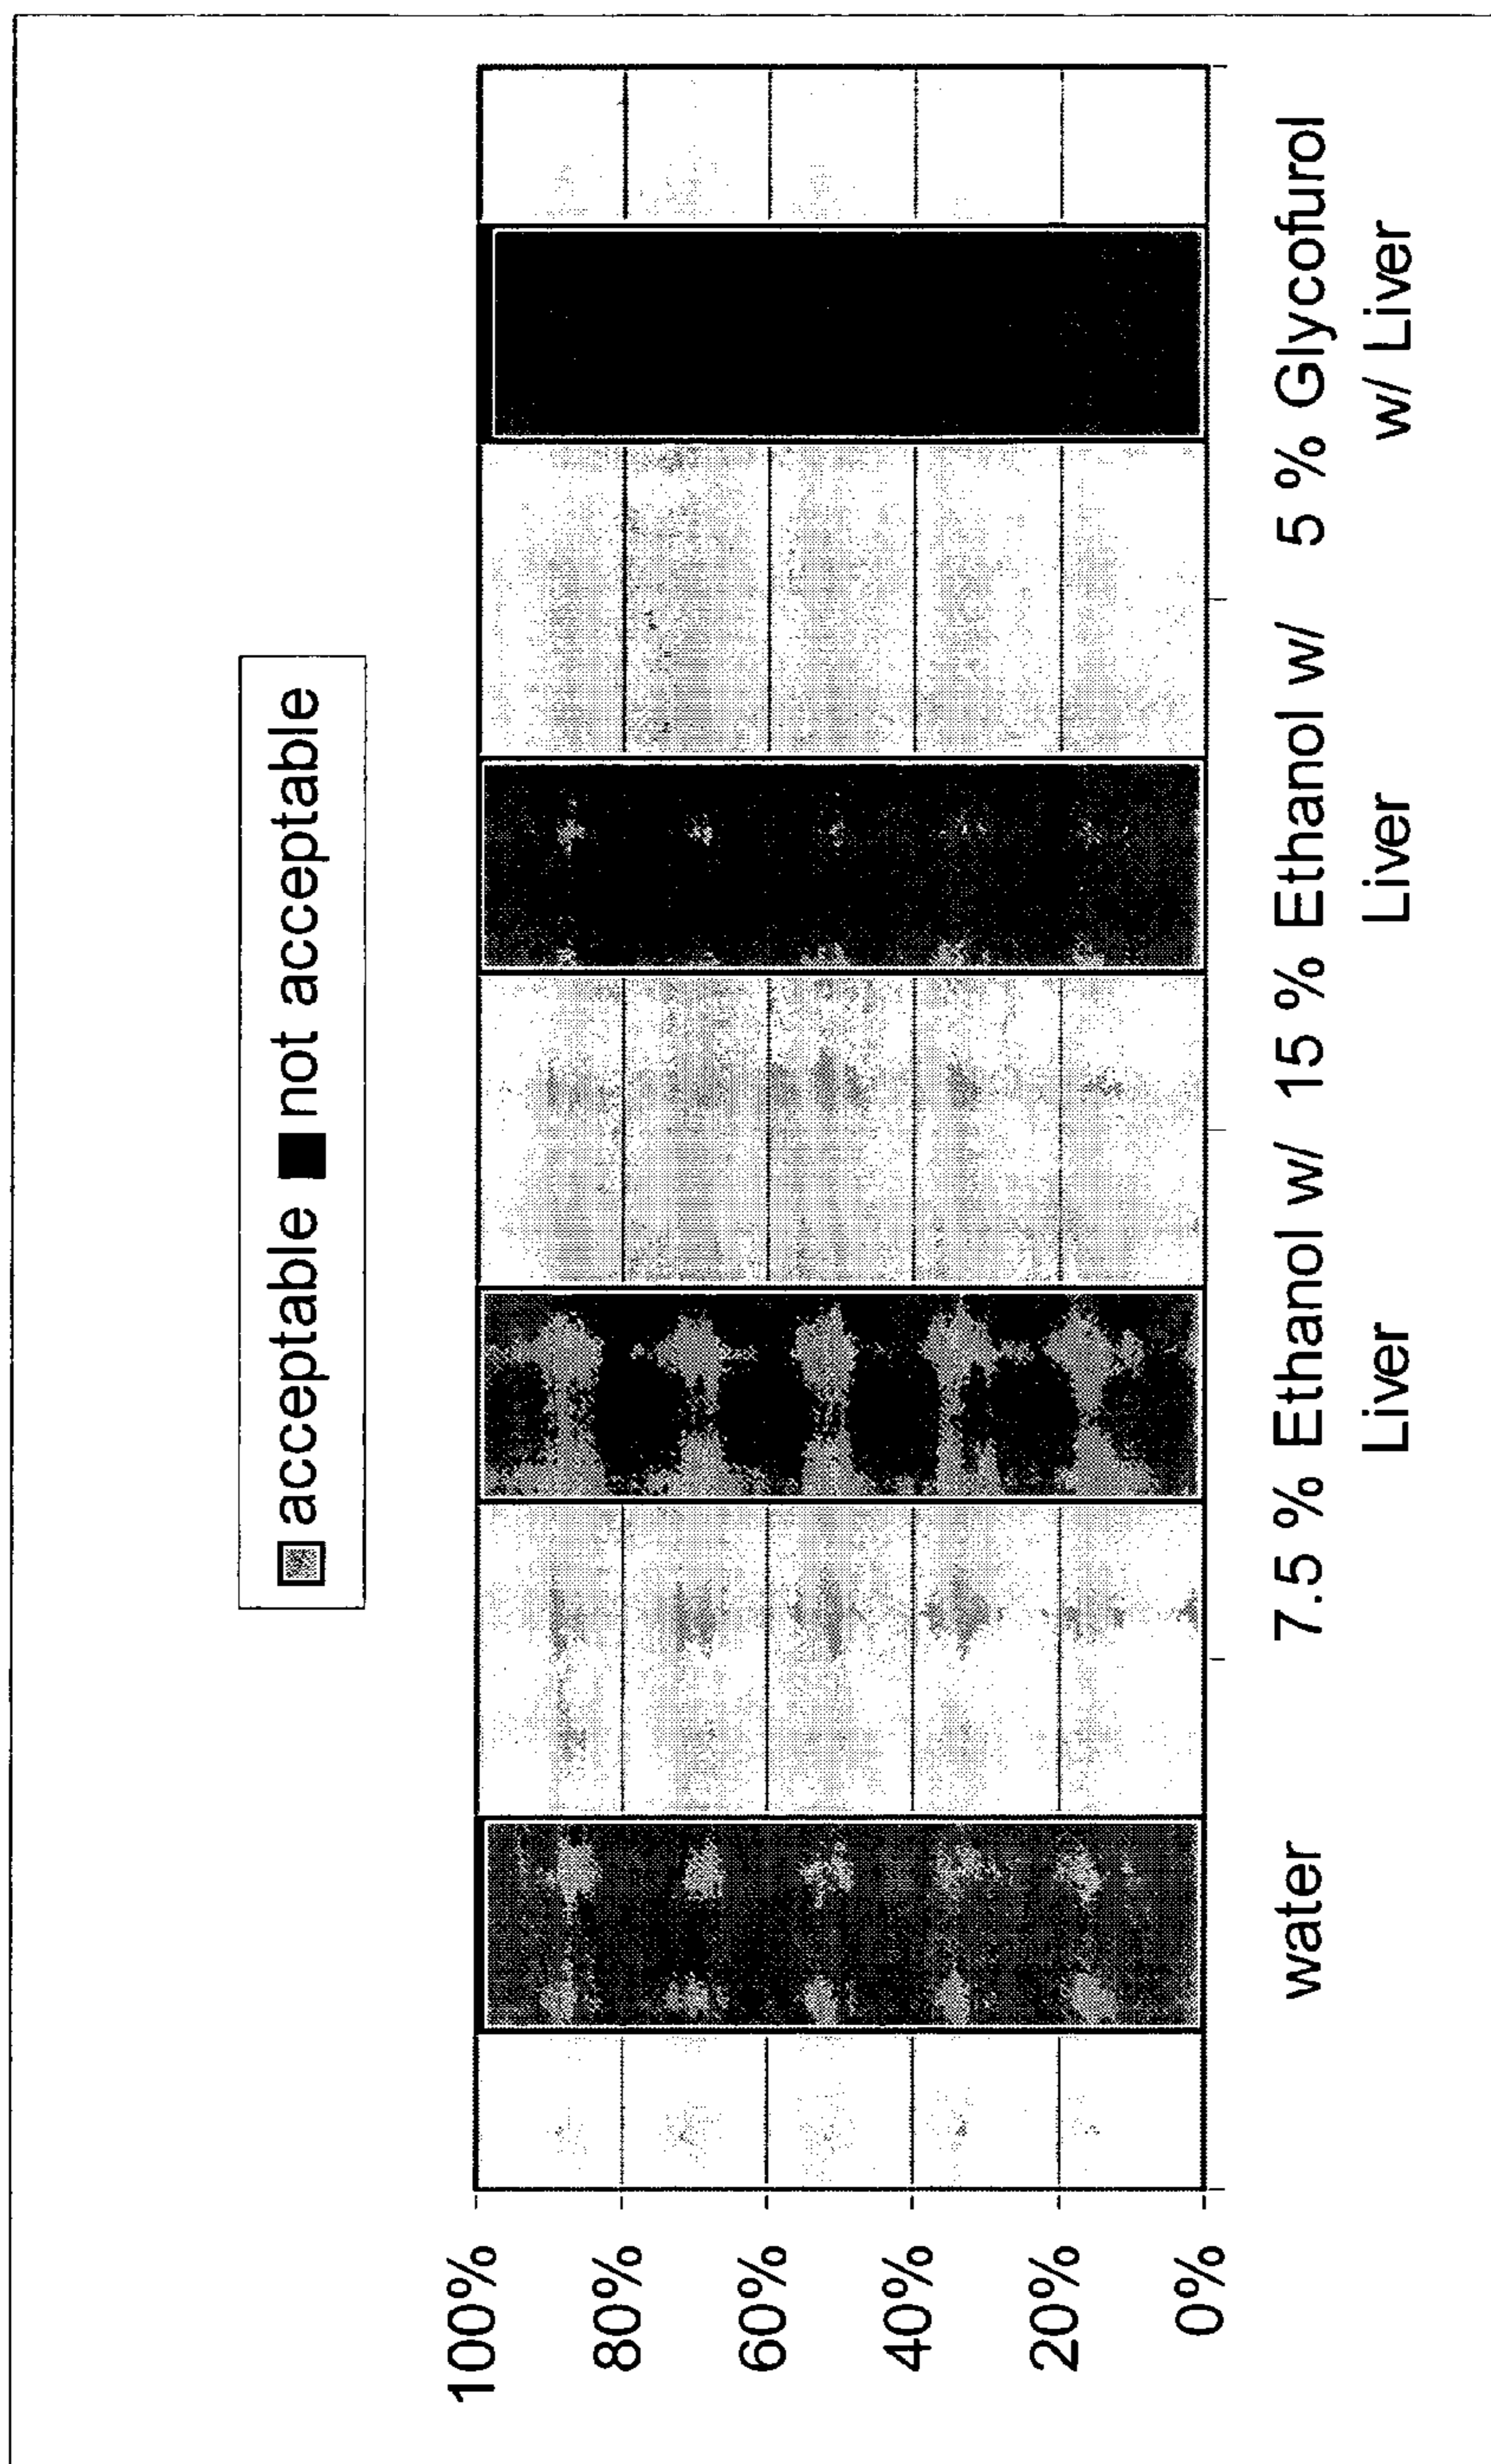 acceptable not acceptable
100%
80%
60%
40%
20%
0%
water
7.5 % Ethanol w/
Liver
15 % Ethanol w/
Liver
5 % Glycofurol
w/ Liver